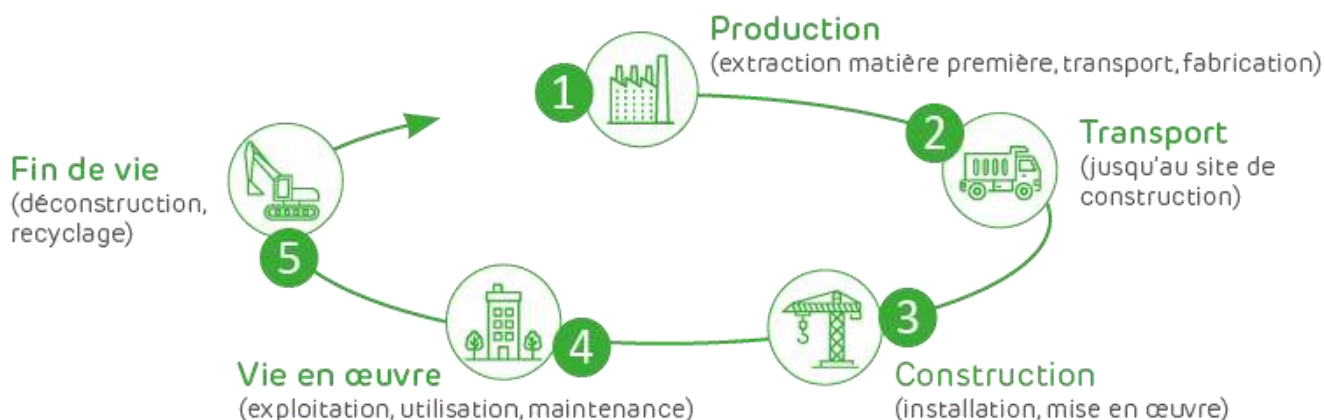 1
Production
(extraction matière première, transport, fabrication)
2
Transport
(jusqu'au site de
construction)
3
Construction
(installation, mise en œuvre)
4
Vie en œuvre
(exploitation, utilisation, maintenance)
5
Fin de vie
(déconstruction,
recyclage)